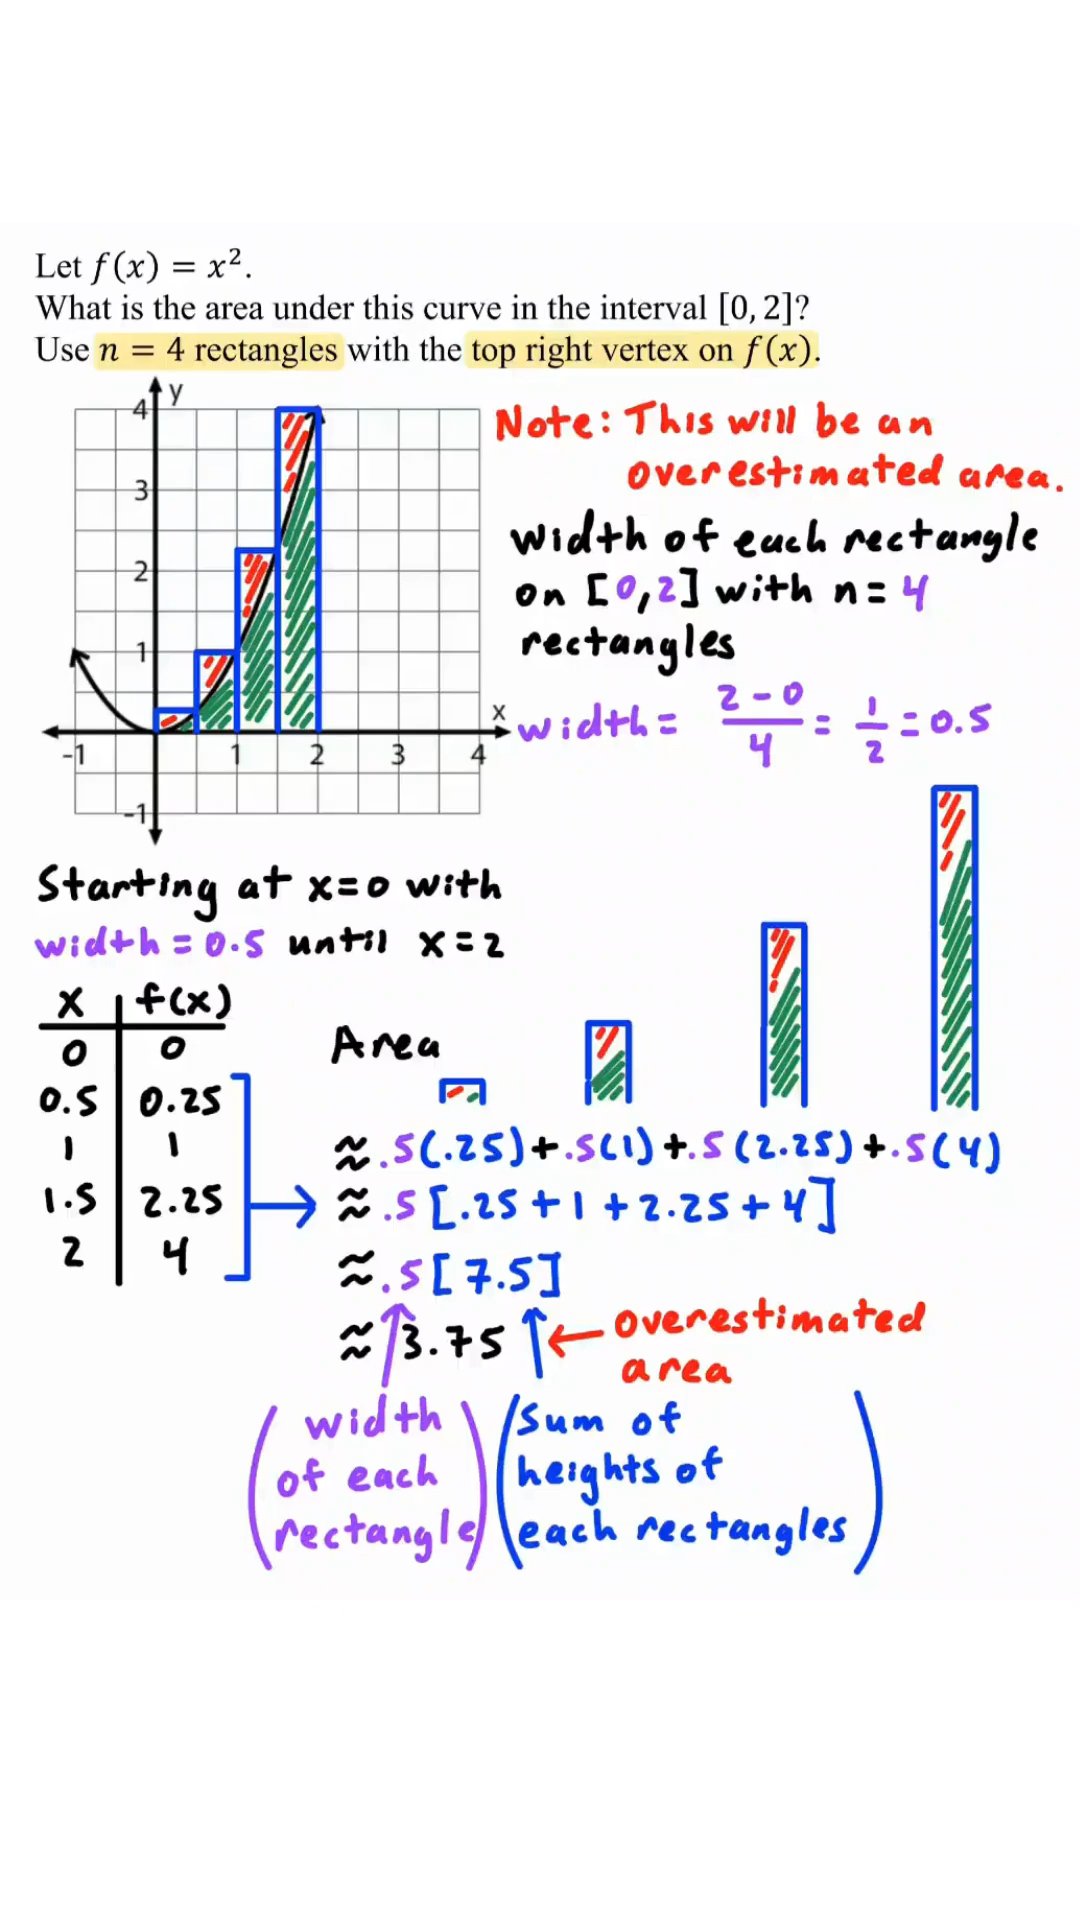 Let f(x) = x².
What is the area under this curve in the interval [0, 2]?
Use n = 4 rectangles with the top right vertex on f(x).
y
4
3
2
1
-1
1
2
3
4
x
-1
Note: This will be an
overestimated area.
width of each rectangle
on [0,2] with n=4
rectangles
width = 2-0/4 = 1/2 = 0.5
Starting at x=0 with
width = 0.5 until x=2
x | f(x)
0 | 0
0.5 | 0.25
1 | 1
1.5 | 2.25
2 | 4
Area
≈ .5(.25)+.5(1)+.5(2.25)+.5(4)
≈ .5[.25+1+2.25+4]
≈ .5[7.5]
≈ 3.75
overestimated
area
(width of each rectangle)
(Sum of heights of each rectangles)